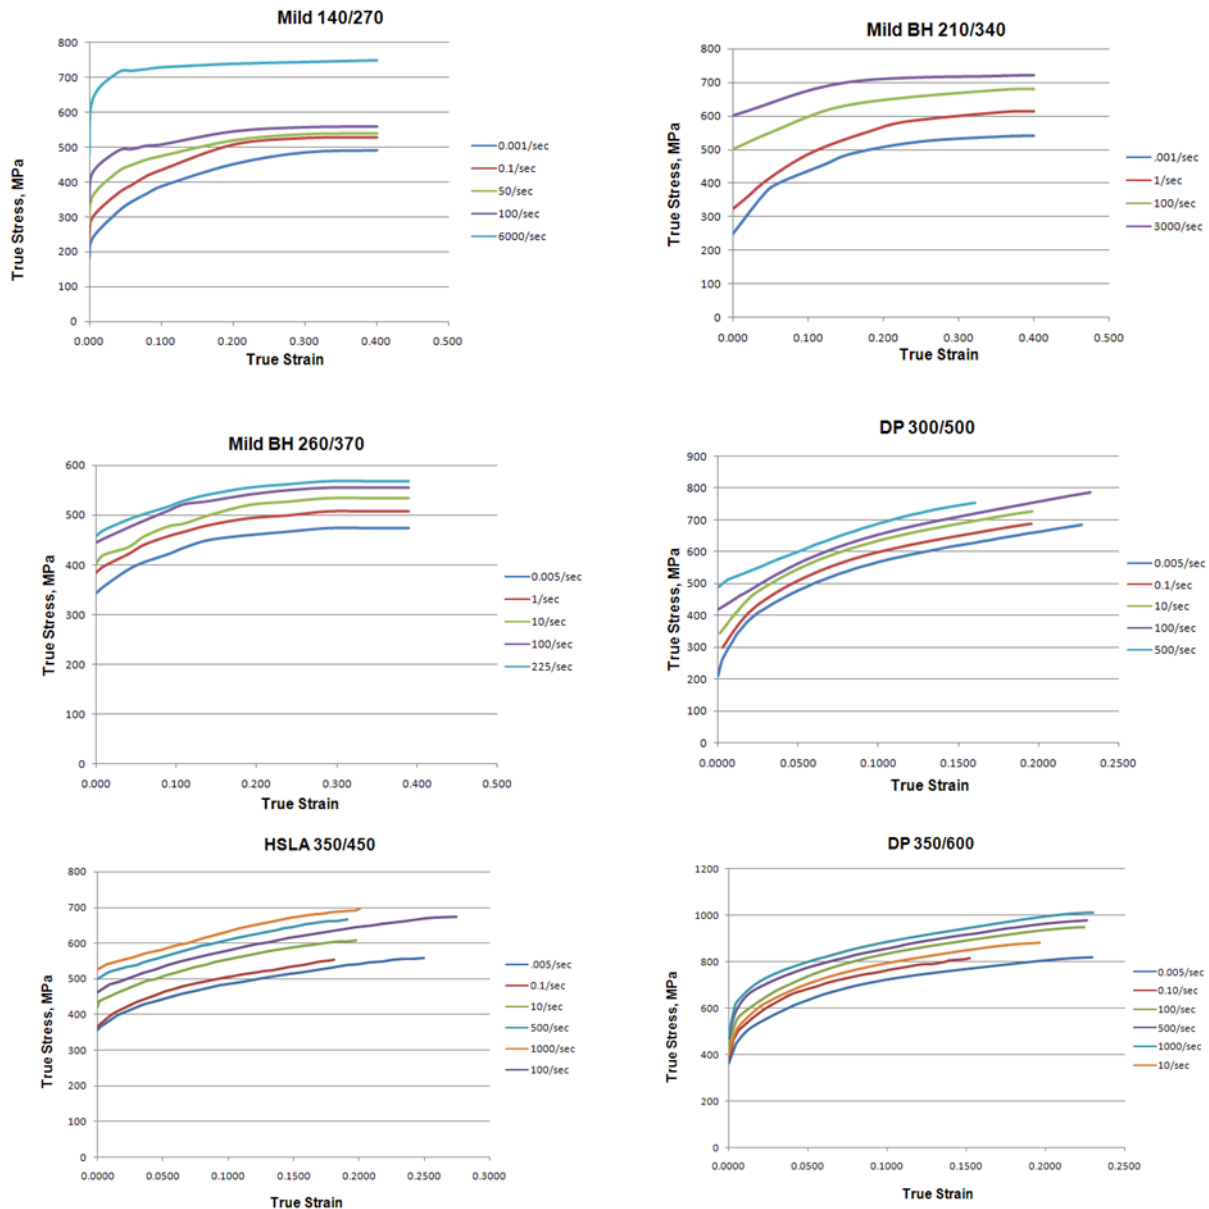 Mild 140/270
800
700
600
500
400
300
200
100
0
0.000 0.100 0.200 0.300 0.400 0.500
True Stress, MPa
True Strain
0.001/sec
0.1/sec
50/sec
100/sec
6000/sec
Mild BH 210/340
800
700
600
500
400
300
200
100
0
0.000 0.100 0.200 0.300 0.400 0.500
True Stress, MPa
True Strain
.001/sec
1/sec
100/sec
3000/sec
Mild BH 260/370
600
500
400
300
200
100
0
0.000 0.100 0.200 0.300 0.400 0.500
True Stress, MPa
True Strain
0.005/sec
1/sec
10/sec
100/sec
225/sec
DP 300/500
900
800
700
600
500
400
300
200
100
0
0.0000 0.0500 0.1000 0.1500 0.2000 0.2500
True Stress, MPa
True Strain
0.005/sec
0.1/sec
10/sec
100/sec
500/sec
HSLA 350/450
800
700
600
500
400
300
200
100
0
0.0000 0.0500 0.1000 0.1500 0.2000 0.2500 0.3000
True Stress, MPa
True Strain
.005/sec
0.1/sec
10/sec
500/sec
1000/sec
100/sec
DP 350/600
1200
1000
800
600
400
200
0
0.0000 0.0500 0.1000 0.1500 0.2000 0.2500
True Stress, MPa
True Strain
0.005/sec
0.10/sec
100/sec
500/sec
1000/sec
10/sec